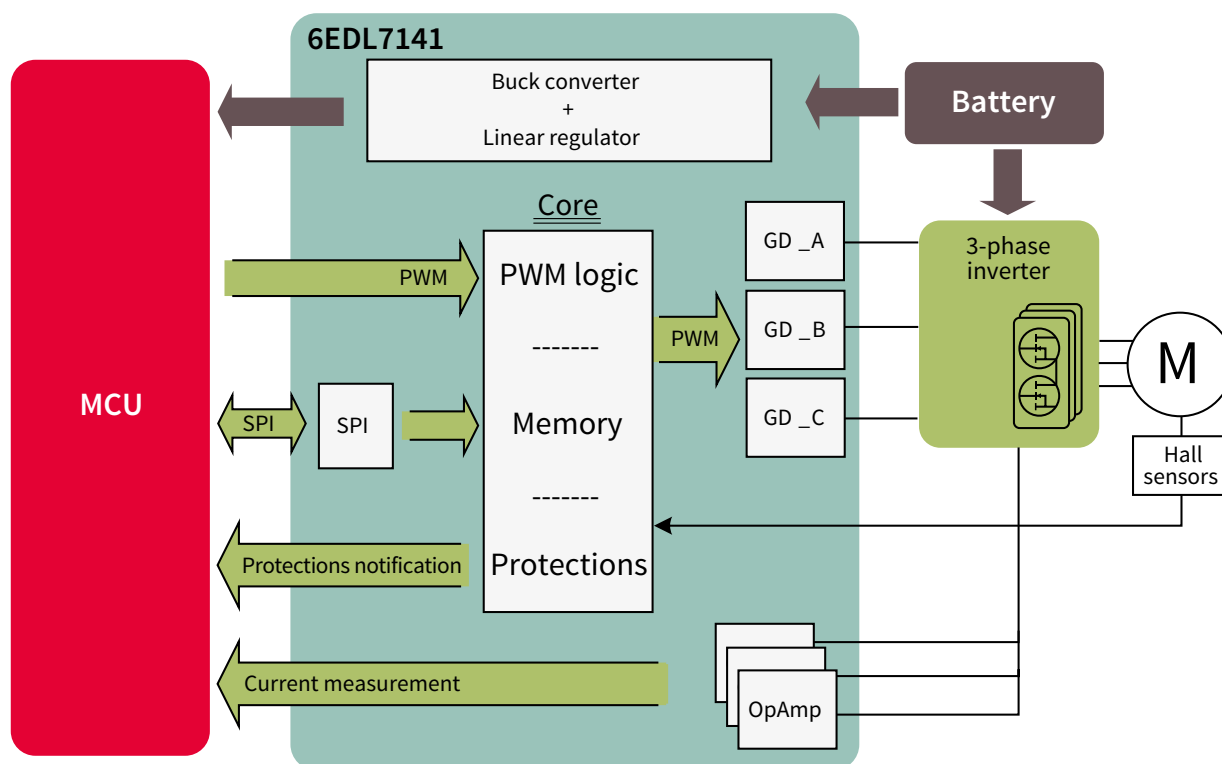 6EDL7141
Buck converter
+
Linear regulator
Battery
MCU
Core
PWM
PWM logic
-------
Memory
-------
Protections
PWM
GD _A
GD _B
GD _C
3-phase
inverter
M
Hall
sensors
SPI
SPI
Protections notification
Current measurement
OpAmp